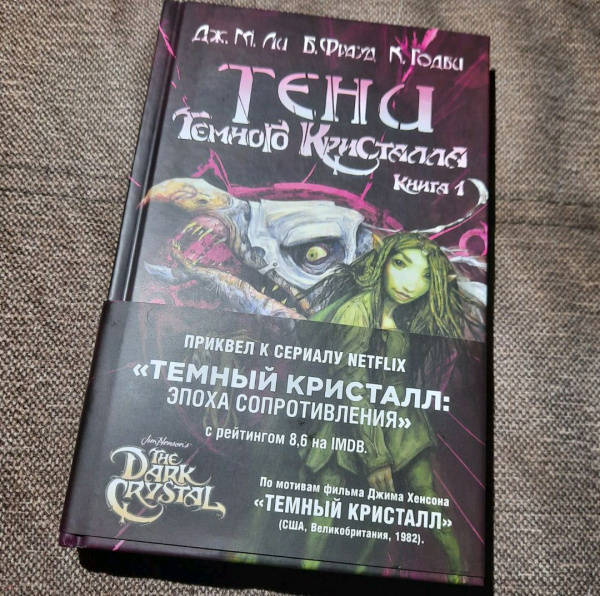 Дж. М. Ли Б. Фрауд К. Годби
Тени
Темного Кристалла
Книга 1
ПРИКВЕЛ К СЕРИАЛУ NETFLIX
«ТЕМНЫЙ КРИСТАЛЛ:
ЭПОХА СОПРОТИВЛЕНИЯ»
с рейтингом 8,6 на IMDB.
Jim Henson's
THE
DARK
CRYSTAL
По мотивам фильма Джима Хенсона
«ТЕМНЫЙ КРИСТАЛЛ»
(США, Великобритания, 1982).